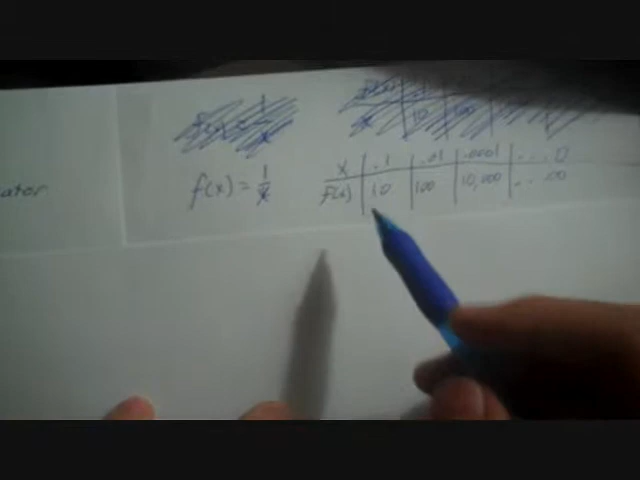 ator
f(x) = 1/x
x | .1 | .01 | .0001 | ... 0
f(x) | 10 | 100 | 10,000 | ... ∞